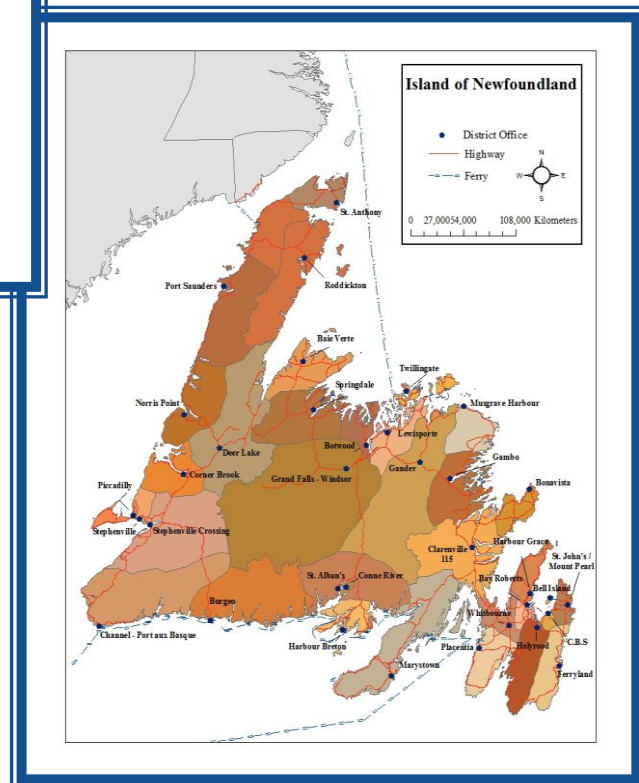 Island of Newfoundland
District Office
Highway
Ferry
N
W E
S
0 27,00054,000 108,000 Kilometers
St. Anthony
Roddickton
Port Saunders
Baie Verte
Twillingate
Springdale
Norris Point
Musgrave Harbour
Lewisporte
Botwood
Deer Lake
Gander
Gambo
Corner Brook
Grand Falls - Windsor
Bonavista
Piccadilly
Stephenville
Stephenville Crossing
Harbour Grace
Clarenville
115
St. John's /
Mount Pearl
Bay Roberts
Bell Island
St. Alban's
Conne River
Burgeo
Whitbourne
Channel - Port aux Basque
Harbour Breton
Placentia
Holyrood
C.B.S
Marystown
Ferryland